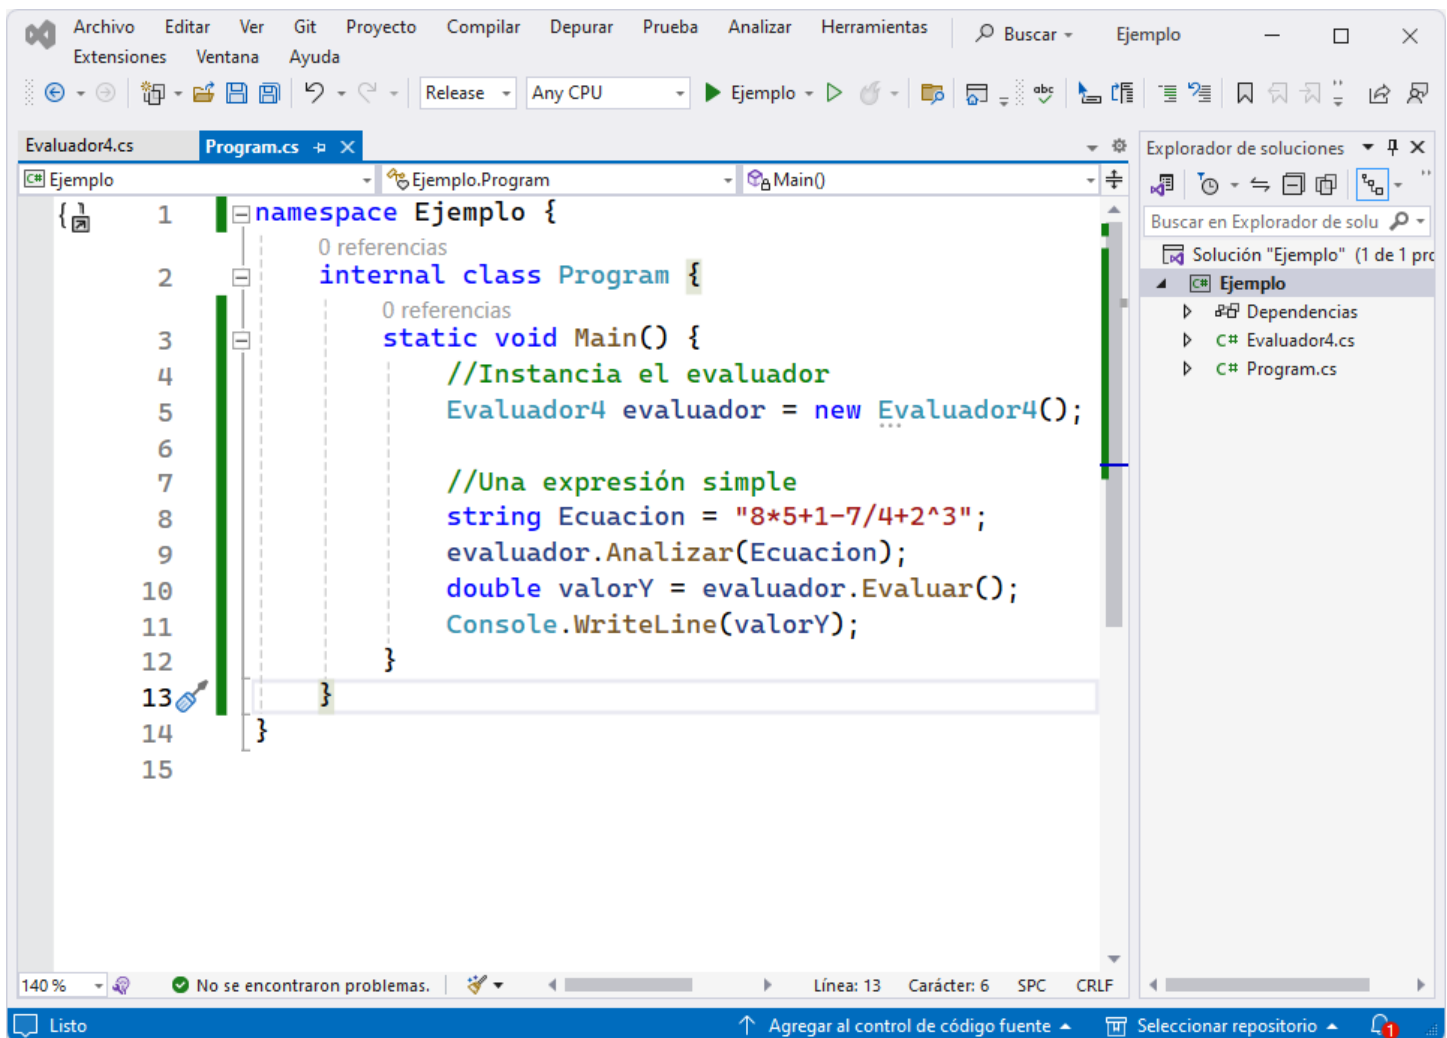 Archivo Editar Ver Git Proyecto Compilar Depurar Prueba Analizar Herramientas Buscar Ejemplo
Extensiones Ventana Ayuda
Release Any CPU Ejemplo
Evaluador4.cs Program.cs
Ejemplo Ejemplo.Program Main()
1 namespace Ejemplo {
0 referencias
2 internal class Program {
0 referencias
3 static void Main() {
4 //Instancia el evaluador
5 Evaluador4 evaluador = new Evaluador4();
6
7 //Una expresión simple
8 string Ecuacion = "8*5+1-7/4+2^3";
9 evaluador.Analizar(Ecuacion);
10 double valorY = evaluador.Evaluar();
11 Console.WriteLine(valorY);
12 }
13 }
14 }
15
Explorador de soluciones
Buscar en Explorador de solu
Solución "Ejemplo" (1 de 1 pro
C# Ejemplo
Dependencias
C# Evaluador4.cs
C# Program.cs
140 % No se encontraron problemas. Línea: 13 Carácter: 6 SPC CRLF
Listo Agregar al control de código fuente Seleccionar repositorio 1